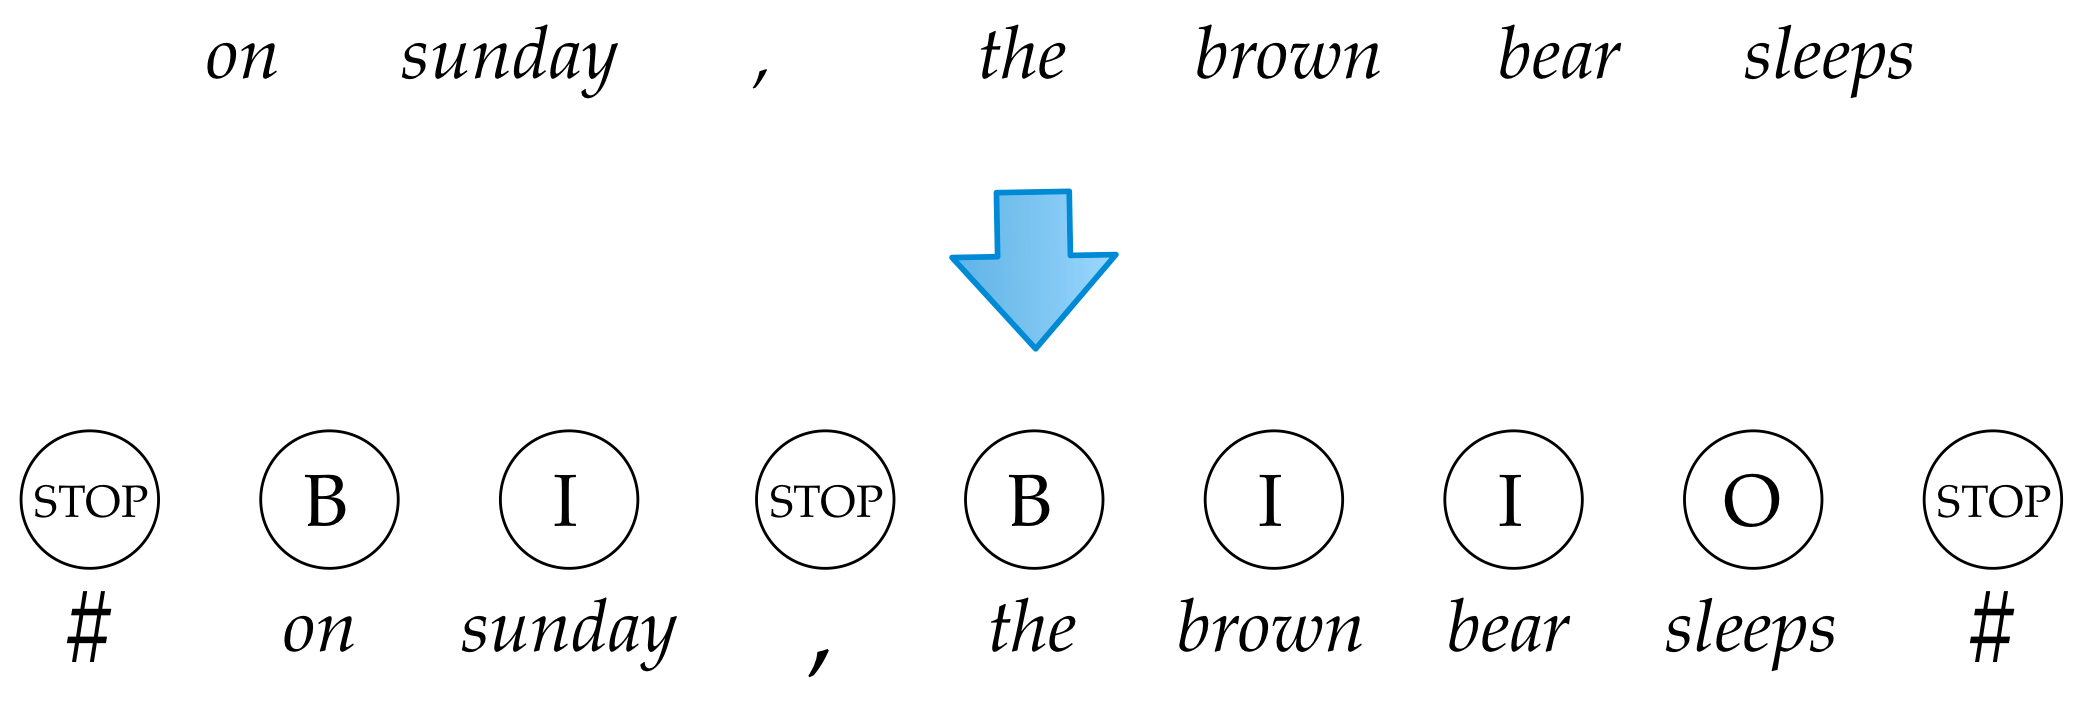 on sunday , the brown bear sleeps
STOP B I STOP B I I O STOP
# on sunday , the brown bear sleeps #